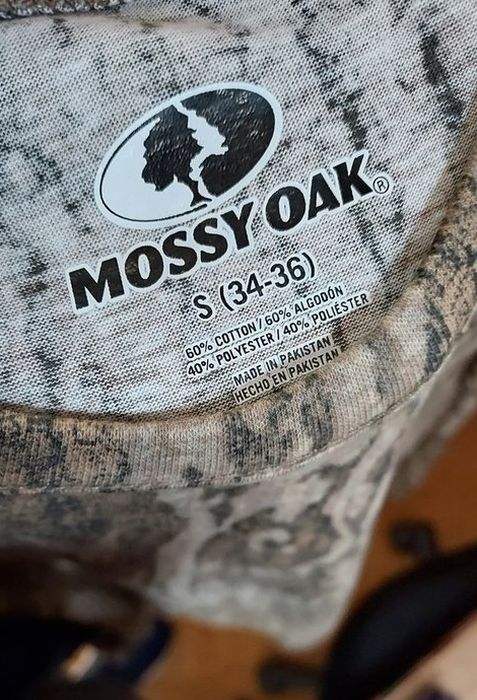 MOSSY OAK®
S (34-36)
60% COTTON / 60% ALGODÓN
40% POLYESTER / 40% POLIÉSTER
MADE IN PAKISTAN
HECHO EN PAKISTAN